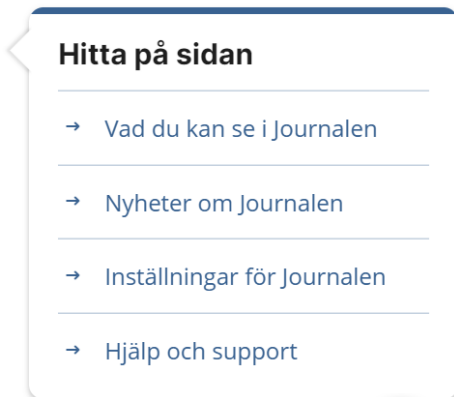 Hitta på sidan
→ Vad du kan se i Journalen
→ Nyheter om Journalen
→ Inställningar för Journalen
→ Hjälp och support